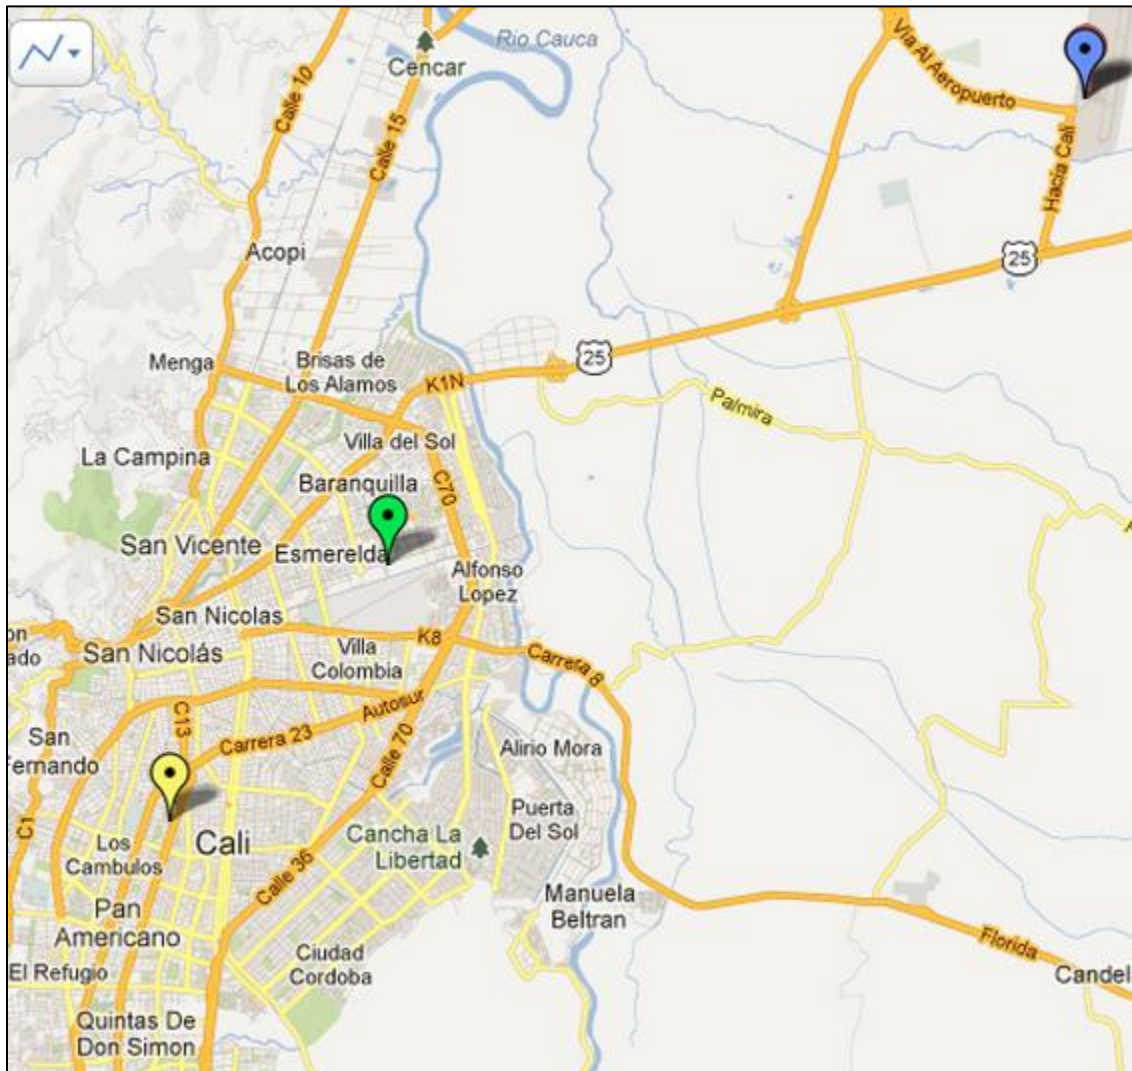 Rio Cauca
Cencar
Via Al Aeropuerto
Calle 10
Calle 15
Hacia Cali
Acopi
25
Menga
Brisas de
Los Alamos
25
K1N
Palmira
Villa del Sol
La Campina
Baranquilla
C70
San Vicente
Esmerelda
Alfonso
Lopez
San Nicolas
K8
San Nicolás
Villa
Colombia
Carrera 8
on
ado
C13
Autosur
Carrera 23
San
Fernando
Calle 70
Alirio Mora
Puerta
Del Sol
Cali
Cancha La
Libertad
C1
Los
Cambulos
Calle 36
Manuela
Beltran
Pan
Americano
Florida
Ciudad
Cordoba
El Refugio
Candel
Quintas De
Don Simon